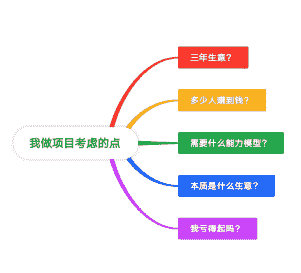 我做项目考虑的点
三年生意？
多少人赚到钱？
需要什么能力模型？
本质是什么生意？
我亏得起吗？